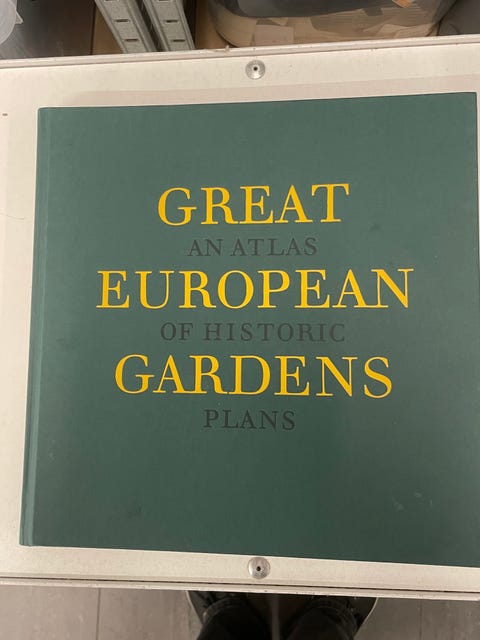 GREAT
AN ATLAS
EUROPEAN
OF HISTORIC
GARDENS
PLANS